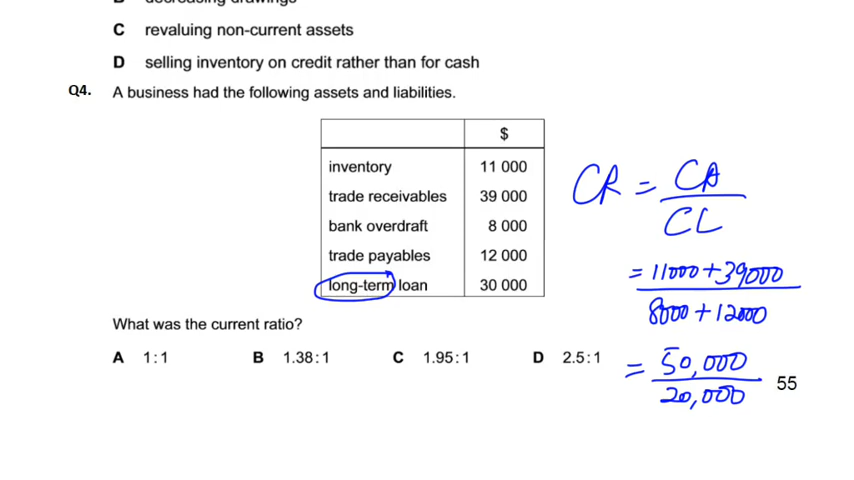 B decreasing drawings
C revaluing non-current assets
D selling inventory on credit rather than for cash
Q4. A business had the following assets and liabilities.
$
inventory 11 000
trade receivables 39 000
bank overdraft 8 000
trade payables 12 000
long-term loan 30 000
What was the current ratio?
A 1 : 1 B 1.38 : 1 C 1.95 : 1 D 2.5 : 1
CR = CA
CL
= 11000 + 39000
8000 + 12000
= 50,000
20,000
55